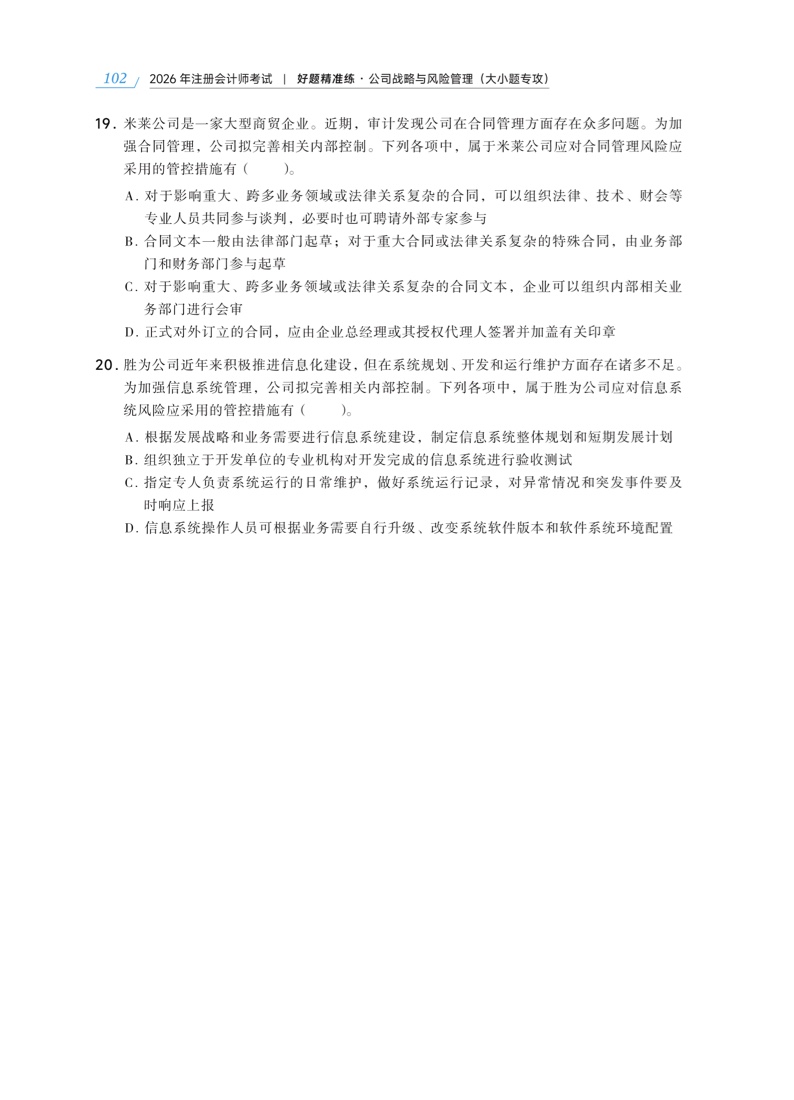 102 2026 年注册会计师考试 | 好题精准练·公司战略与风险管理（大小题专攻）
19. 米莱公司是一家大型商贸企业。近期，审计发现公司在合同管理方面存在众多问题。为加
强合同管理，公司拟完善相关内部控制。下列各项中，属于米莱公司应对合同管理风险应
采用的管控措施有（　　）。
A. 对于影响重大、跨多业务领域或法律关系复杂的合同，可以组织法律、技术、财会等
专业人员共同参与谈判，必要时也可聘请外部专家参与
B. 合同文本一般由法律部门起草；对于重大合同或法律关系复杂的特殊合同，由业务部
门和财务部门参与起草
C. 对于影响重大、跨多业务领域或法律关系复杂的合同文本，企业可以组织内部相关业
务部门进行会审
D. 正式对外订立的合同，应由企业总经理或其授权代理人签署并加盖有关印章
20. 胜为公司近年来积极推进信息化建设，但在系统规划、开发和运行维护方面存在诸多不足。
为加强信息系统管理，公司拟完善相关内部控制。下列各项中，属于胜为公司应对信息系
统风险应采用的管控措施有（　　）。
A. 根据发展战略和业务需要进行信息系统建设，制定信息系统整体规划和短期发展计划
B. 组织独立于开发单位的专业机构对开发完成的信息系统进行验收测试
C. 指定专人负责系统运行的日常维护，做好系统运行记录，对异常情况和突发事件要及
时响应上报
D. 信息系统操作人员可根据业务需要自行升级、改变系统软件版本和软件系统环境配置